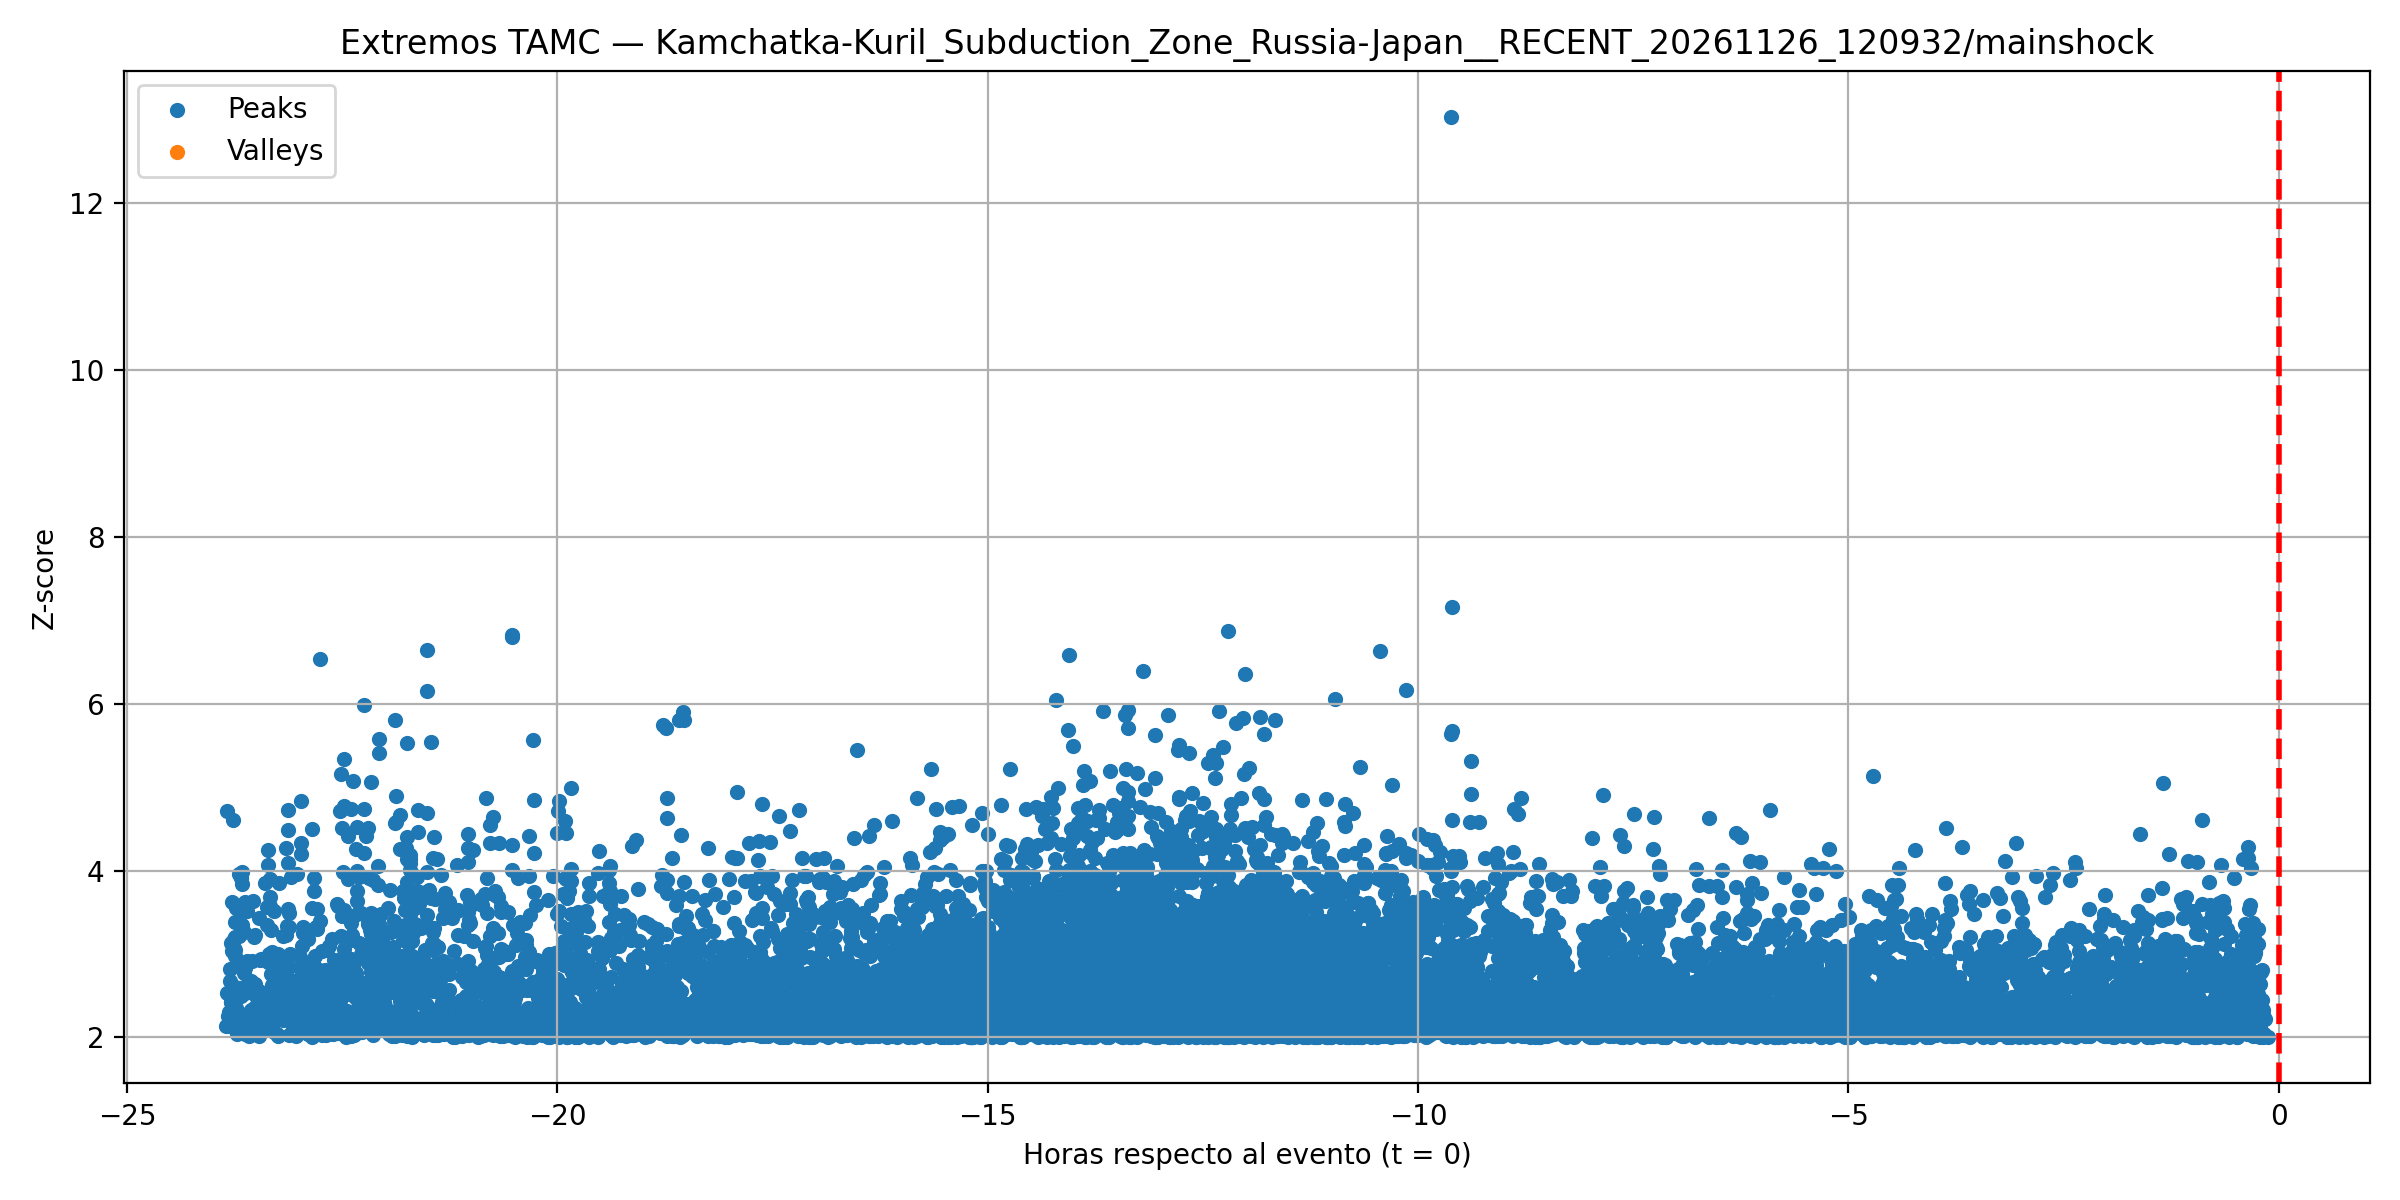 Extremos TAMC — Kamchatka-Kuril_Subduction_Zone_Russia-Japan__RECENT_20261126_120932/mainshock
Peaks
Valleys
12
10
8
6
4
2
Z-score
−25
−20
−15
−10
−5
0
Horas respecto al evento (t = 0)